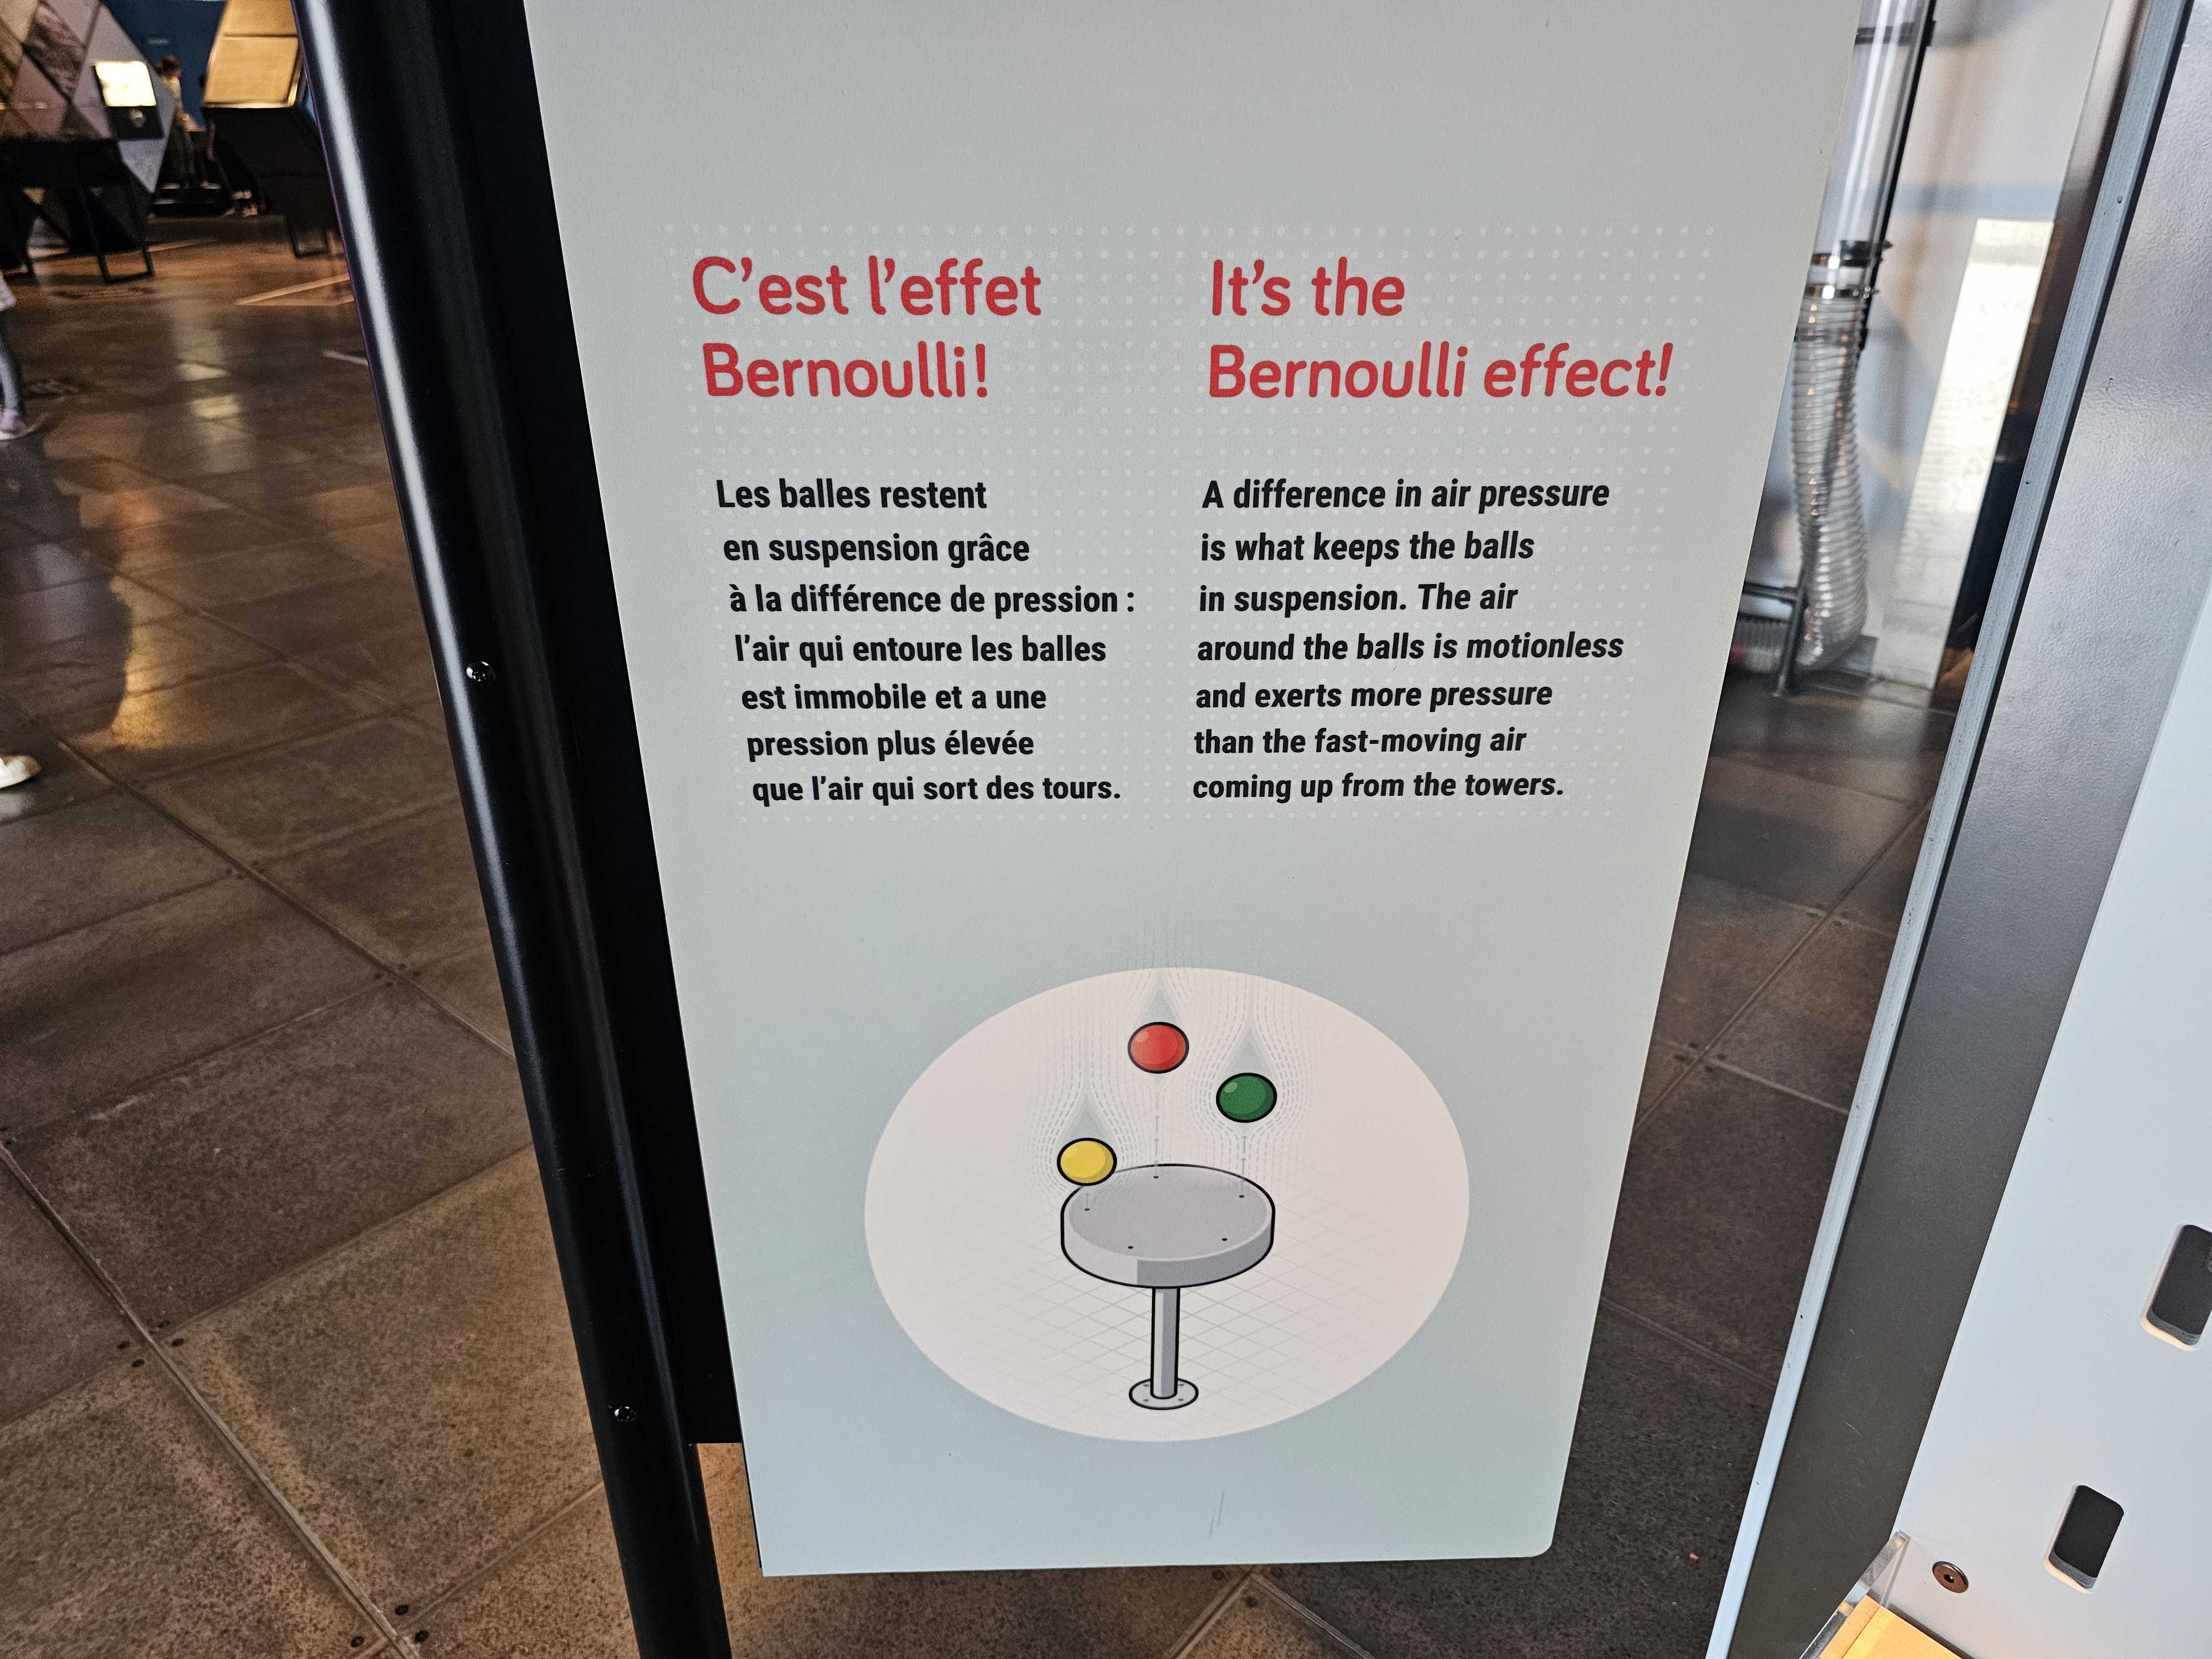 C'est l'effet
Bernoulli !
Les balles restent
en suspension grâce
à la différence de pression :
l'air qui entoure les balles
est immobile et a une
pression plus élevée
que l'air qui sort des tours.
It's the
Bernoulli effect!
A difference in air pressure
is what keeps the balls
in suspension. The air
around the balls is motionless
and exerts more pressure
than the fast-moving air
coming up from the towers.